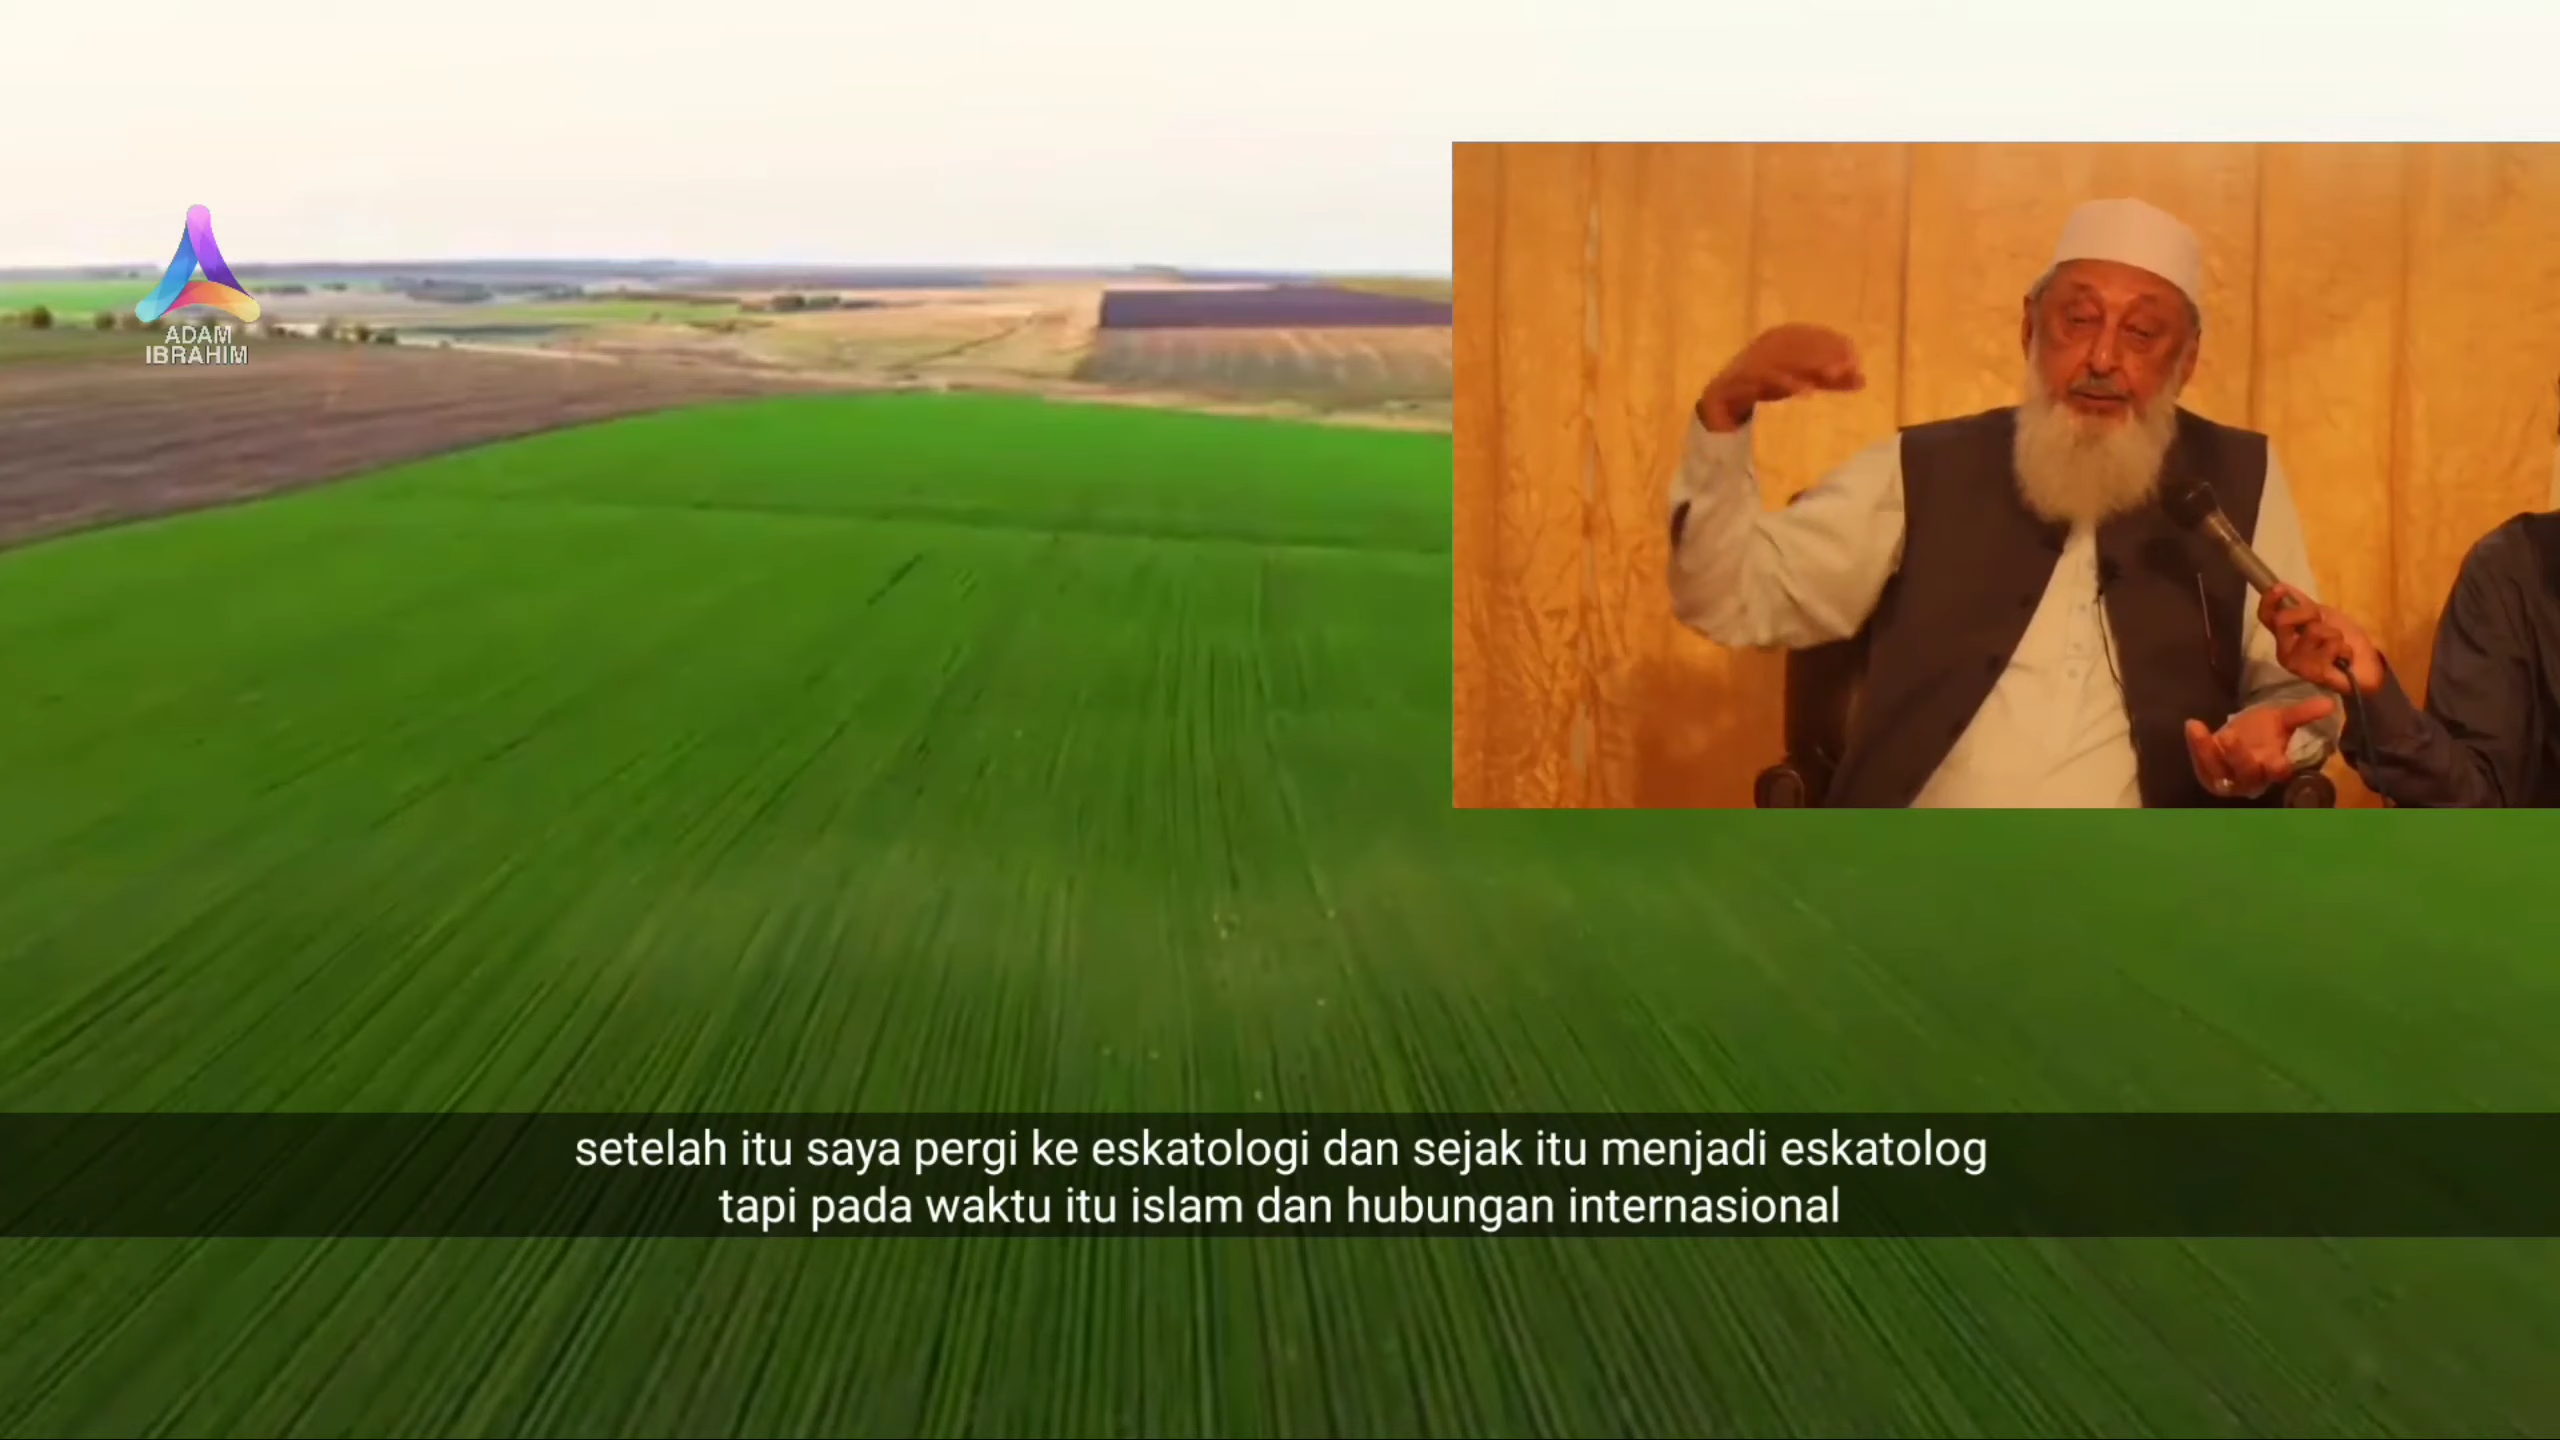 ADAM
IBRAHIM
setelah itu saya pergi ke eskatologi dan sejak itu menjadi eskatolog
tapi pada waktu itu islam dan hubungan internasional